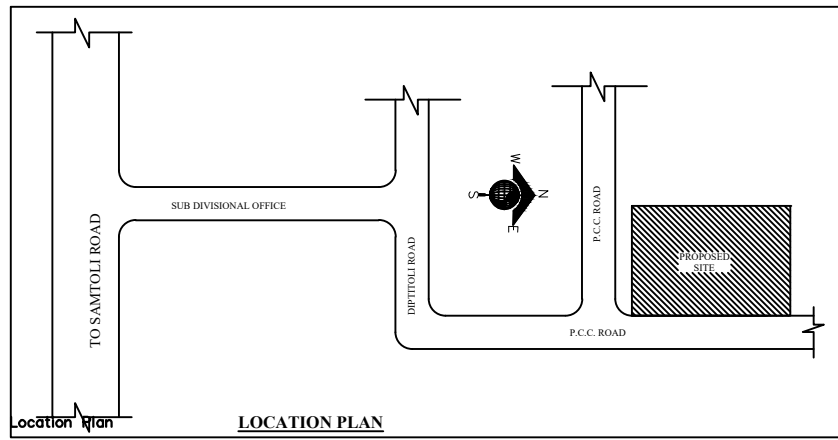 TO SAMTOLI ROAD
SUB DIVISIONAL OFFICE
DIPTITOLI ROAD
W
S
N
E
P.C.C. ROAD
PROPOSED
SITE
P.C.C. ROAD
Location Plan
LOCATION PLAN